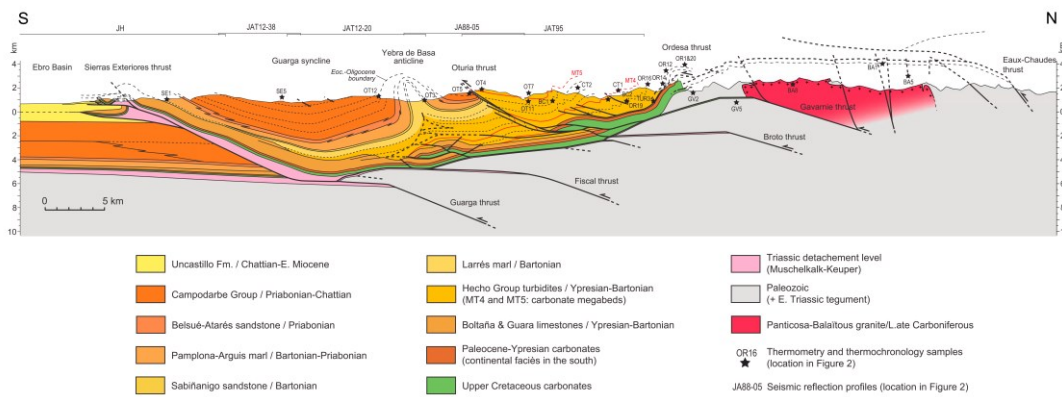 S
N
JH
JAT12-38
JAT12-20
JA88-05
JAT95
Ebro Basin
Sierras Exteriores thrust
Guarga syncline
Yebra de Basa
anticline
Eoc.-Oligocene
boundary
Oturia thrust
Ordesa thrust
Eaux-Chaudes
thrust
km
4
2
0
2
4
6
8
10
SE1
SE5
OT12
OT3
OT5
OT4
OT7
OT11
MT5
CT2
CT1
MT4
OR16
OR14
OR12
OR1&20
GV2
GV5
BA5
Gavarnie thrust
Broto thrust
Fiscal thrust
Guarga thrust
0
5 km
Uncastillo Fm. / Chattian-E. Miocene
Campodarbe Group / Priabonian-Chattian
Belsué-Atarés sandstone / Priabonian
Pamplona-Arguis marl / Bartonian-Priabonian
Sabiñanigo sandstone / Bartonian
Larrés marl / Bartonian
Hecho Group turbidites / Ypresian-Bartonian
(MT4 and MT5: carbonate megabeds)
Boltaña & Guara limestones / Ypresian-Bartonian
Paleocene-Ypresian carbonates
(continental faciés in the south)
Upper Cretaceous carbonates
Triassic detachement level
(Muschelkalk-Keuper)
Paleozoic
(+ E. Triassic tegument)
Panticosa-Balaïtous granite/L.ate Carboniferous
OR16
Thermometry and thermochronology samples
(location in Figure 2)
JA88-05 Seismic reflection profiles (location in Figure 2)